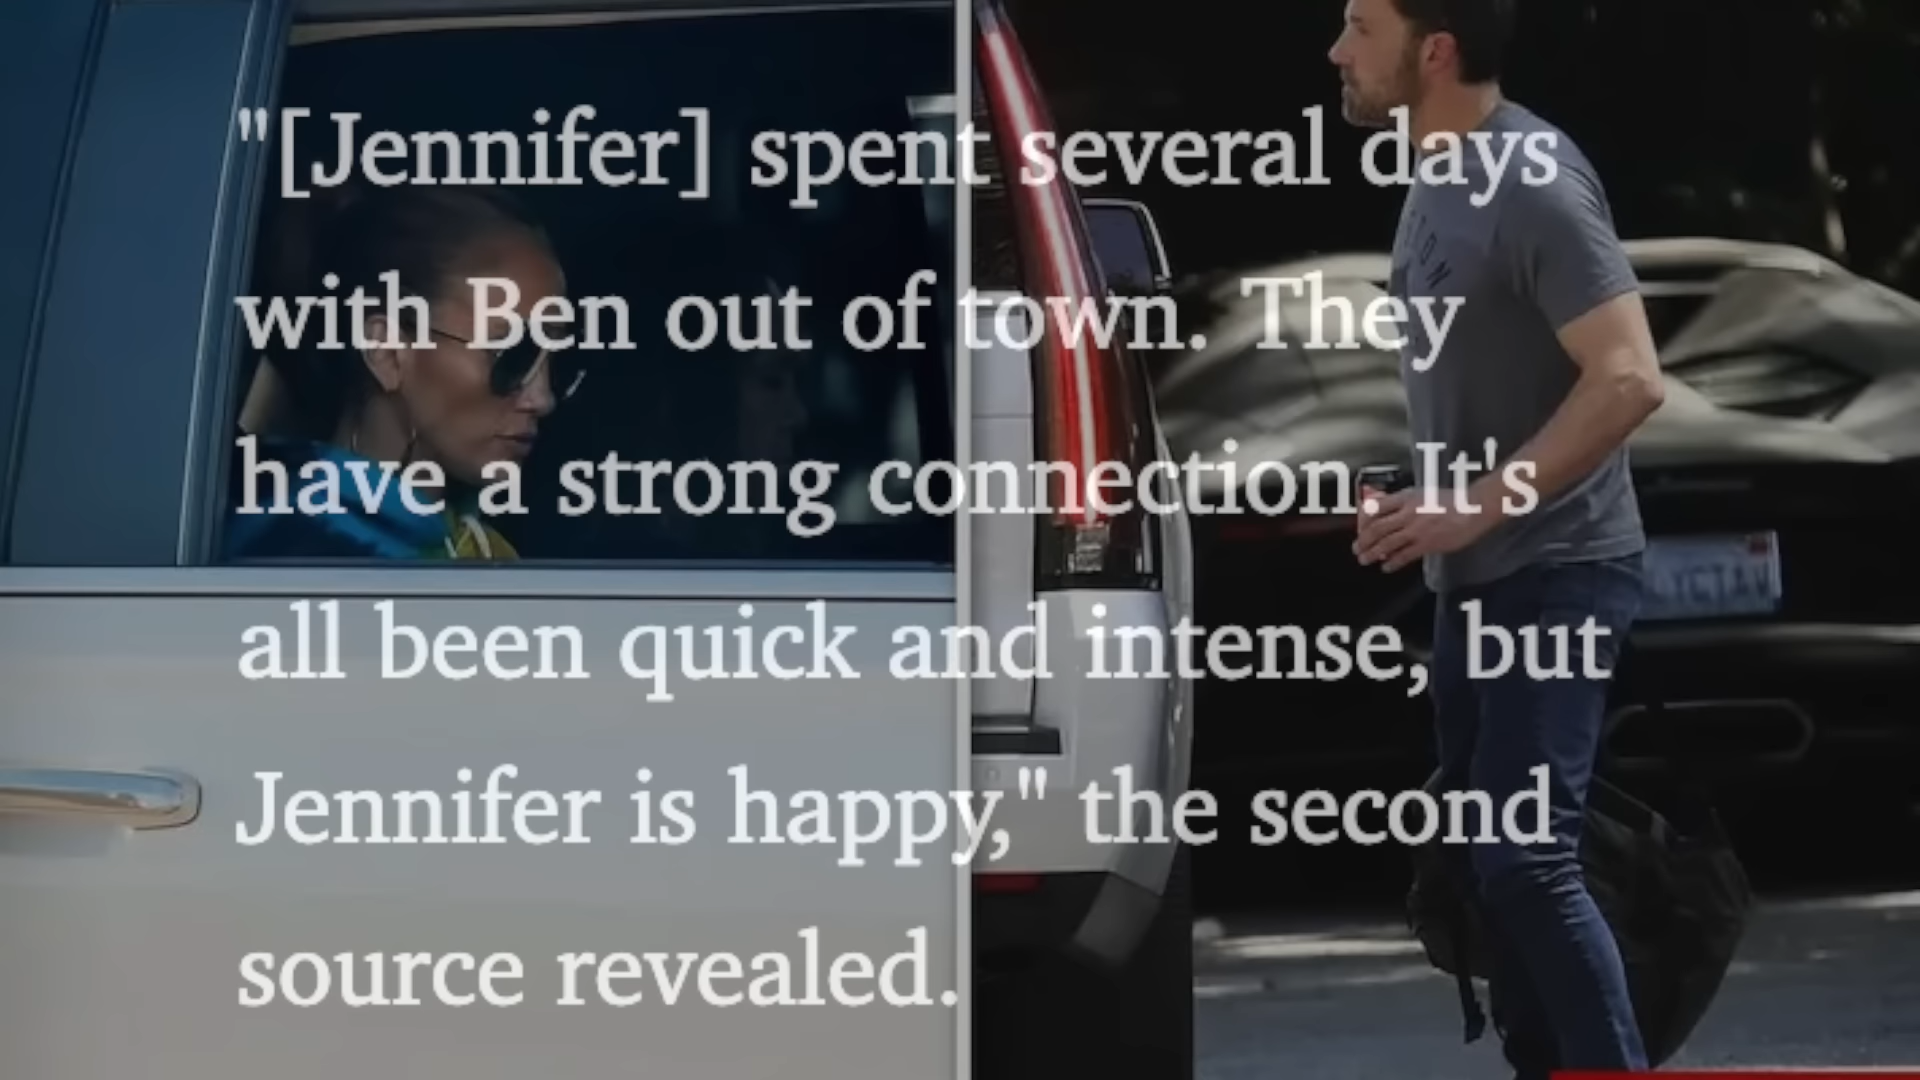 "[Jennifer] spent several days
with Ben out of town. They
have a strong connection. It's
all been quick and intense, but
Jennifer is happy," the second
source revealed.